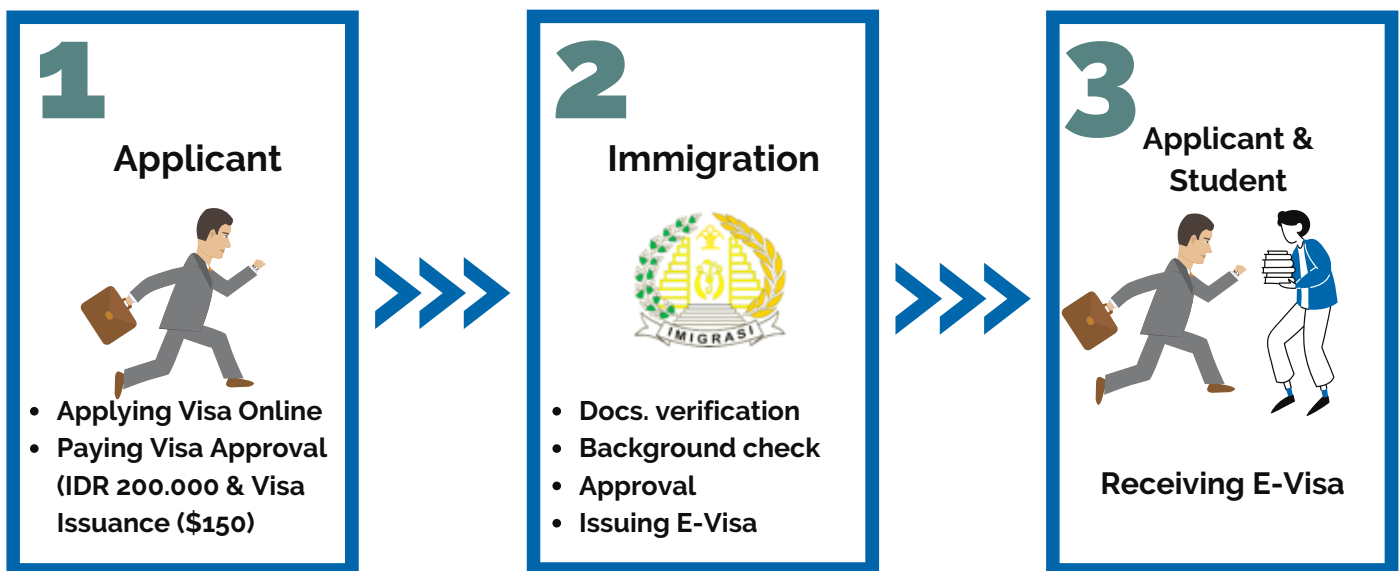 1
Applicant
• Applying Visa Online
• Paying Visa Approval
(IDR 200.000 & Visa
Issuance ($150)
2
Immigration
IMIGRASI
• Docs. verification
• Background check
• Approval
• Issuing E-Visa
3
Applicant &
Student
Receiving E-Visa